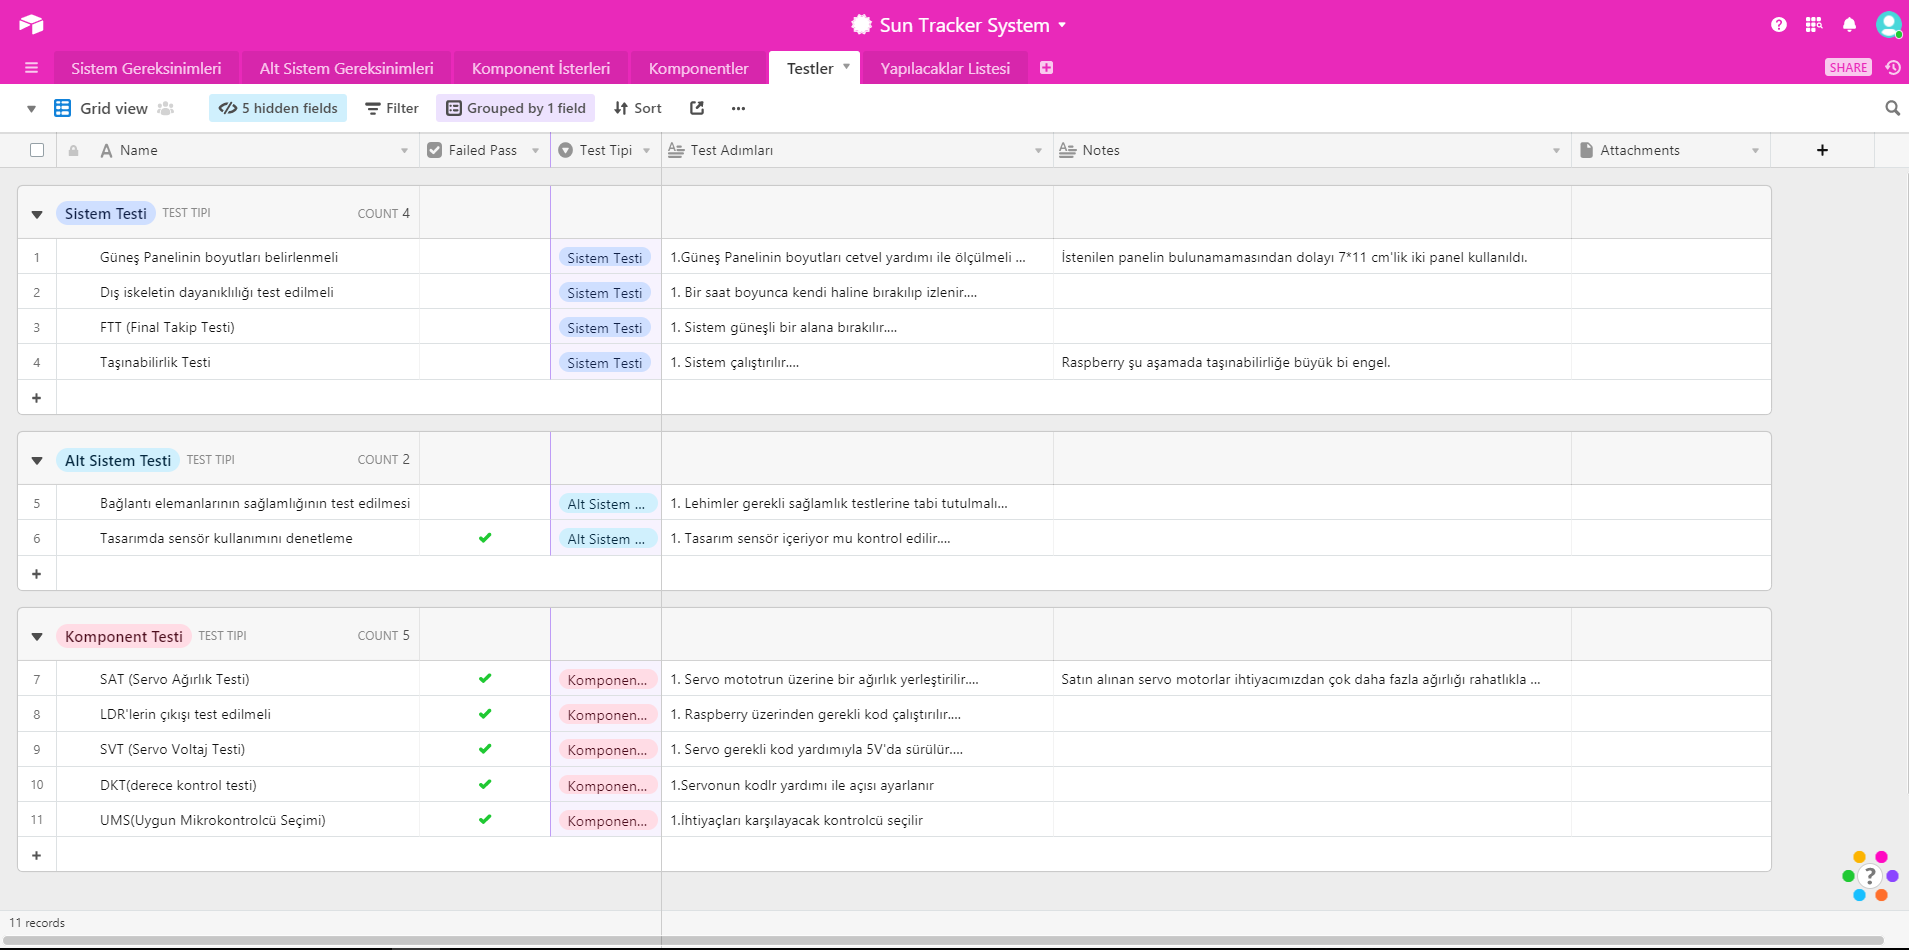 Sun Tracker System
Sistem Gereksinimleri Alt Sistem Gereksinimleri Komponent İsterleri Komponentler Testler Yapılacaklar Listesi SHARE
Grid view 5 hidden fields Filter Grouped by 1 field Sort
Name Failed Pass Test Tipi Test Adımları Notes Attachments
Sistem Testi TEST TIPI COUNT 4
1 Güneş Panelinin boyutları belirlenmeli Sistem Testi 1.Güneş Panelinin boyutları cetvel yardımı ile ölçülmeli ... İstenilen panelin bulunamamasından dolayı 7*11 cm'lik iki panel kullanıldı.
2 Dış iskeletin dayanıklılığı test edilmeli Sistem Testi 1. Bir saat boyunca kendi haline bırakılıp izlenir....
3 FTT (Final Takip Testi) Sistem Testi 1. Sistem güneşli bir alana bırakılır....
4 Taşınabilirlik Testi Sistem Testi 1. Sistem çalıştırılır.... Raspberry şu aşamada taşınabilirliğe büyük bi engel.
Alt Sistem Testi TEST TIPI COUNT 2
5 Bağlantı elemanlarının sağlamlığının test edilmesi Alt Sistem ... 1. Lehimler gerekli sağlamlık testlerine tabi tutulmalı...
6 Tasarımda sensör kullanımını denetleme Alt Sistem ... 1. Tasarım sensör içeriyor mu kontrol edilir....
Komponent Testi TEST TIPI COUNT 5
7 SAT (Servo Ağırlık Testi) Komponen... 1. Servo mototrun üzerine bir ağırlık yerleştirilir.... Satın alınan servo motorlar ihtiyacımızdan çok daha fazla ağırlığı rahatlıkla ...
8 LDR'lerin çıkışı test edilmeli Komponen... 1. Raspberry üzerinden gerekli kod çalıştırılır....
9 SVT (Servo Voltaj Testi) Komponen... 1. Servo gerekli kod yardımıyla 5V'da sürülür....
10 DKT(derece kontrol testi) Komponen... 1.Servonun kodlr yardımı ile açısı ayarlanır
11 UMS(Uygun Mikrokontrolcü Seçimi) Komponen... 1.İhtiyaçları karşılayacak kontrolcü seçilir
11 records